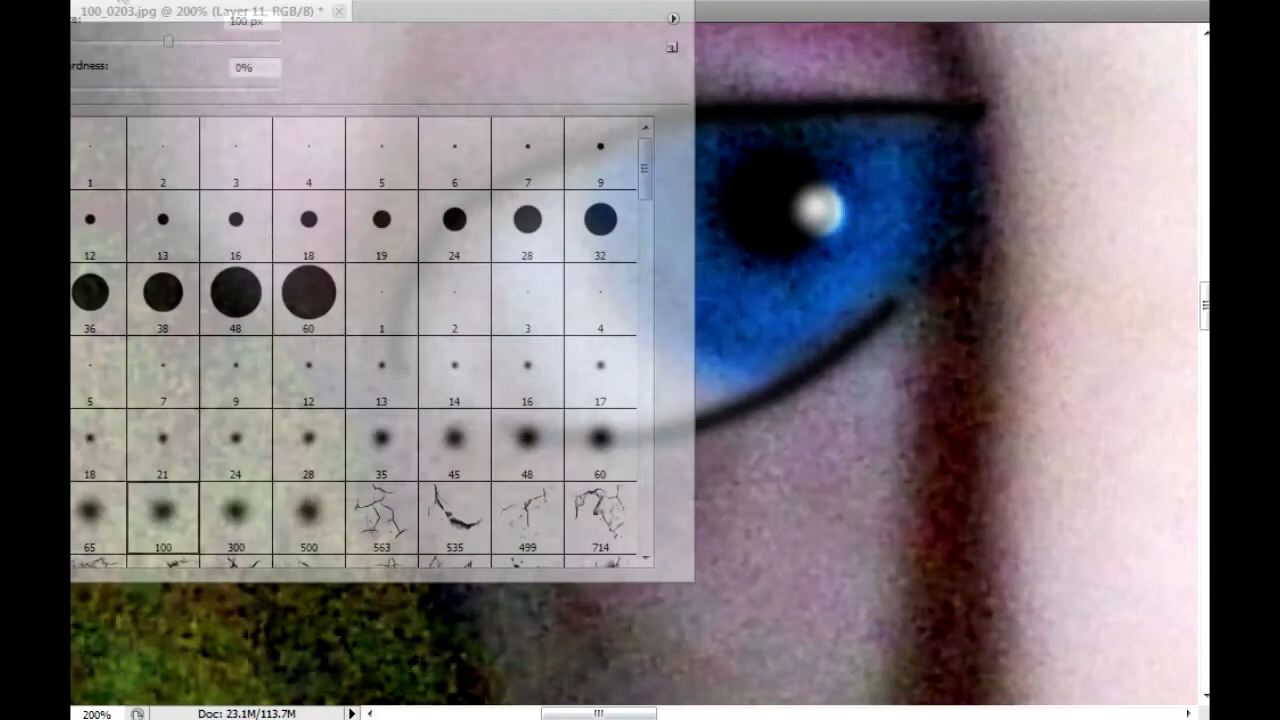 100_0203.jpg @ 200% (Layer 11, RGB/8) *
100 px
rdness:
0%
1 2 3 4 5 6 7 9
12 13 16 18 19 24 28 32
36 38 48 60 1 2 3 4
5 7 9 12 13 14 16 17
18 21 24 28 35 45 48 60
65 100 300 500 563 535 499 714
200%
Doc: 23.1M/113.7M